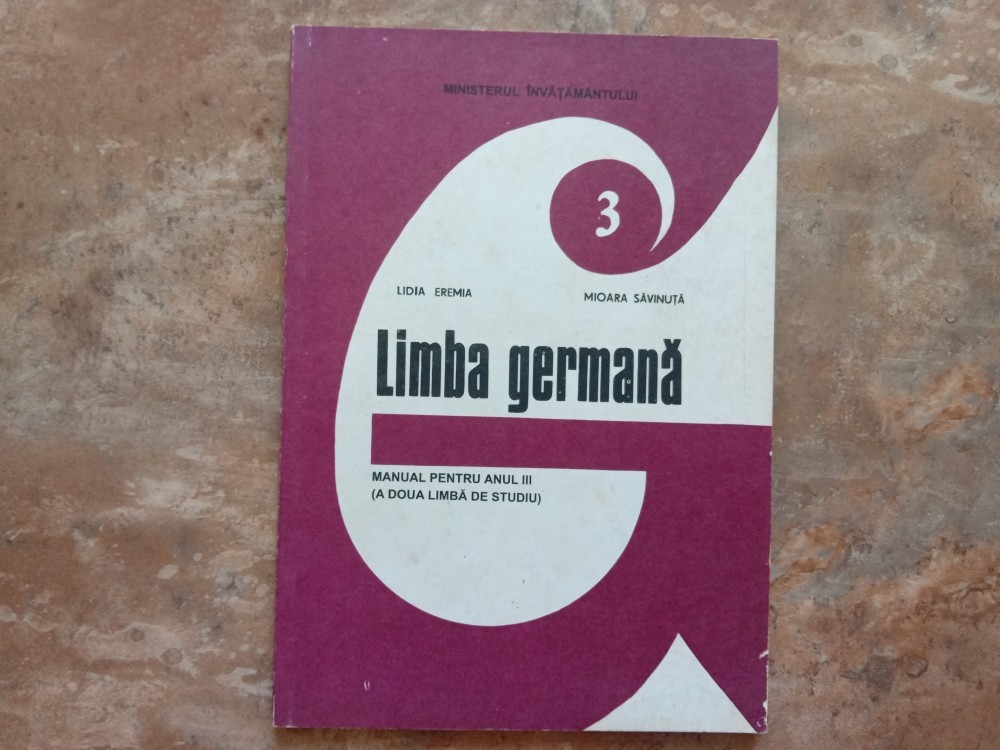 MINISTERUL ÎNVĂȚĂMÂNTULUI
3
LIDIA EREMIA
MIOARA SĂVINUȚĂ
Limba germană
MANUAL PENTRU ANUL III
(A DOUA LIMBĂ DE STUDIU)